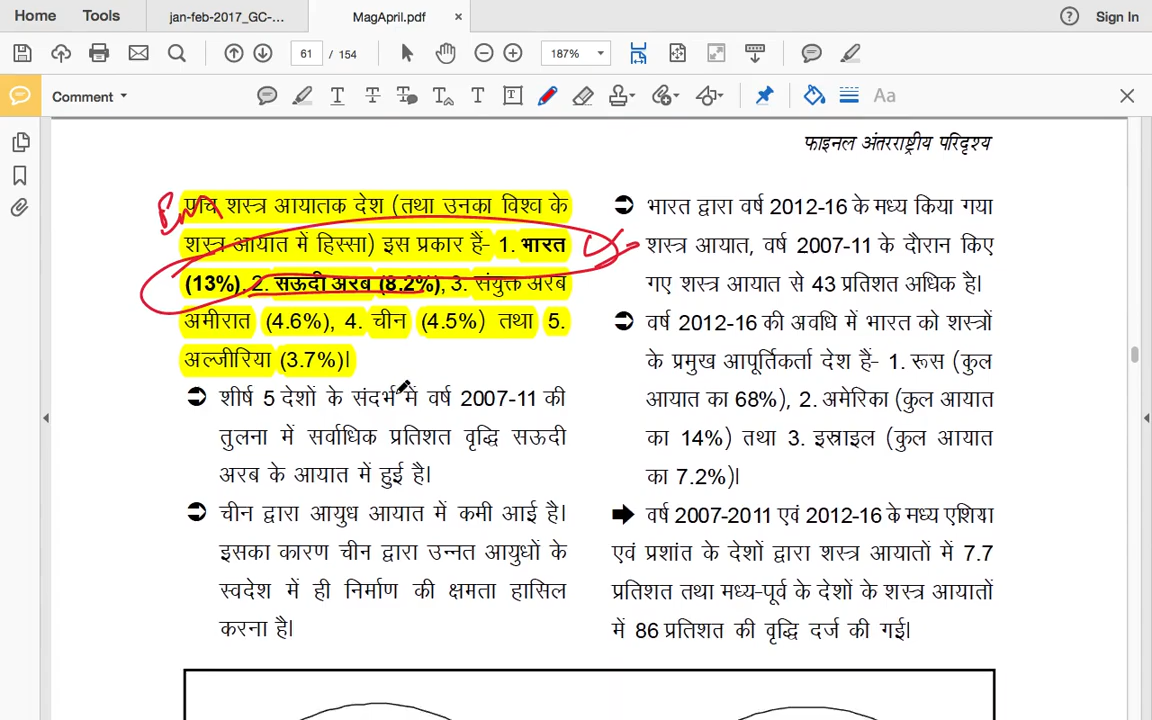 Home Tools jan-feb-2017_GC-... MagApril.pdf × ? Sign In
61 / 154 187%
Comment
फाइनल अंतरराष्ट्रीय परिदृश्य
पांच शस्त्र आयातक देश (तथा उनका विश्व के
शस्त्र आयात में हिस्सा) इस प्रकार हैं- 1. भारत
(13%), 2. सऊदी अरब (8.2%), 3. संयुक्त अरब
अमीरात (4.6%), 4. चीन (4.5%) तथा 5.
अल्जीरिया (3.7%)।
शीर्ष 5 देशों के संदर्भ में वर्ष 2007-11 की
तुलना में सर्वाधिक प्रतिशत वृद्धि सऊदी
अरब के आयात में हुई है।
चीन द्वारा आयुध आयात में कमी आई है।
इसका कारण चीन द्वारा उन्नत आयुधों के
स्वदेश में ही निर्माण की क्षमता हासिल
करना है।
भारत द्वारा वर्ष 2012-16 के मध्य किया गया
शस्त्र आयात, वर्ष 2007-11 के दौरान किए
गए शस्त्र आयात से 43 प्रतिशत अधिक है।
वर्ष 2012-16 की अवधि में भारत को शस्त्रों
के प्रमुख आपूर्तिकर्ता देश हैं- 1. रूस (कुल
आयात का 68%), 2. अमेरिका (कुल आयात
का 14%) तथा 3. इस्राइल (कुल आयात
का 7.2%)।
वर्ष 2007-2011 एवं 2012-16 के मध्य एशिया
एवं प्रशांत के देशों द्वारा शस्त्र आयातों में 7.7
प्रतिशत तथा मध्य-पूर्व के देशों के शस्त्र आयातों
में 86 प्रतिशत की वृद्धि दर्ज की गई।